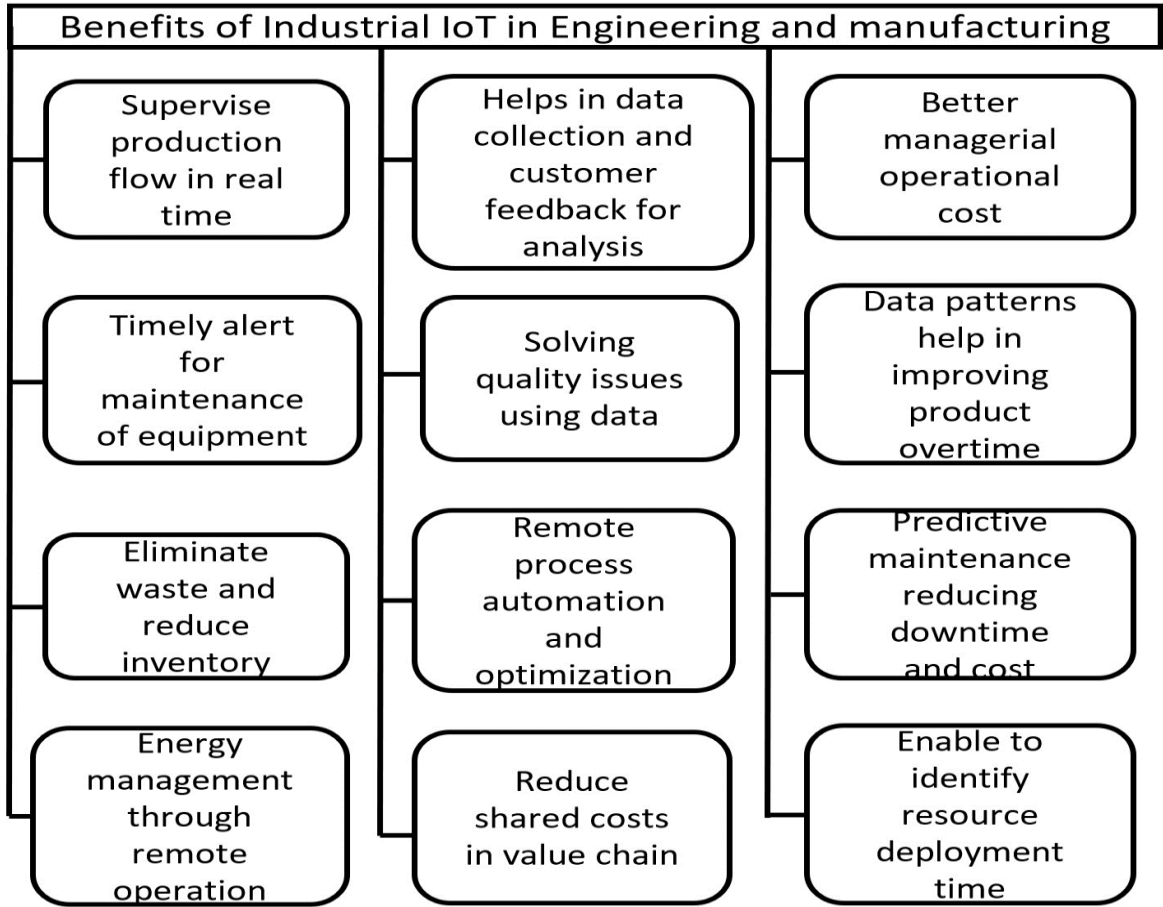 Benefits of Industrial IoT in Engineering and manufacturing
Supervise
production
flow in real
time
Timely alert
for
maintenance
of equipment
Eliminate
waste and
reduce
inventory
Energy
management
through
remote
operation
Helps in data
collection and
customer
feedback for
analysis
Solving
quality issues
using data
Remote
process
automation
and
optimization
Reduce
shared costs
in value chain
Better
managerial
operational
cost
Data patterns
help in
improving
product
overtime
Predictive
maintenance
reducing
downtime
and cost
Enable to
identify
resource
deployment
time